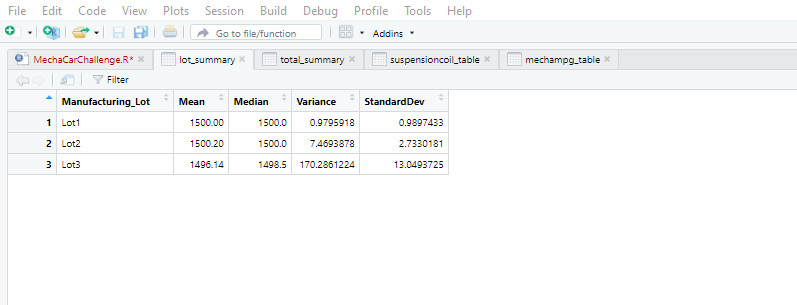 File Edit Code View Plots Session Build Debug Profile Tools Help
Go to file/function Addins
MechaCarChallenge.R* lot_summary total_summary suspensioncoil_table mechampg_table
Filter
Manufacturing_Lot Mean Median Variance StandardDev
1 Lot1 1500.00 1500.0 0.9795918 0.9897433
2 Lot2 1500.20 1500.0 7.4693878 2.7330181
3 Lot3 1496.14 1498.5 170.2861224 13.0493725